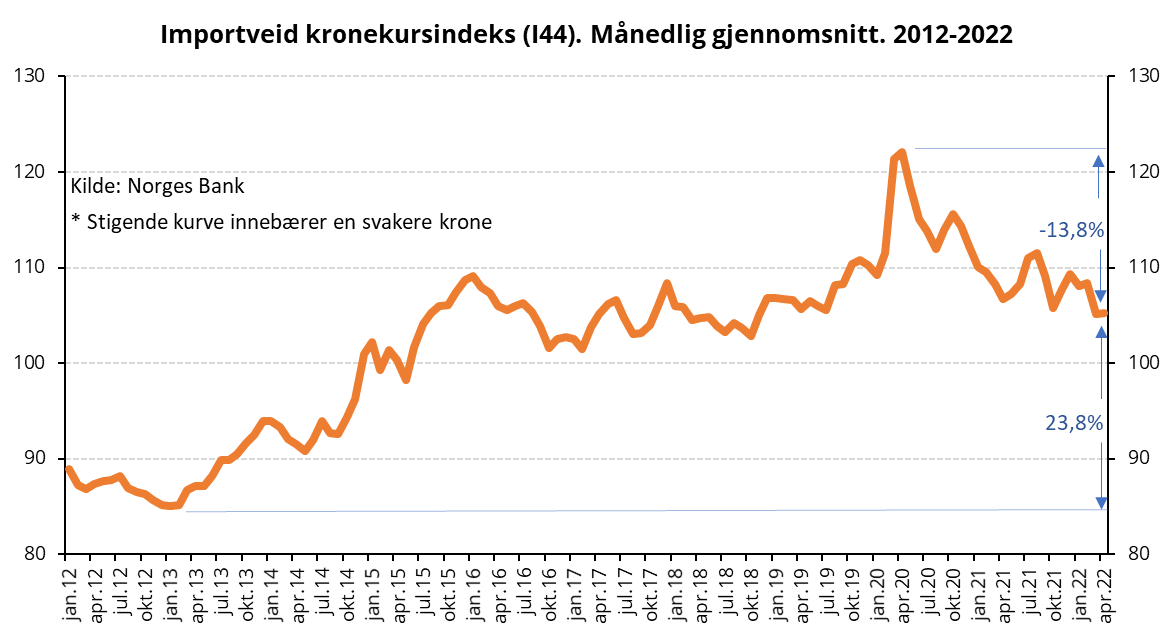 Importveid kronekursindeks (I44). Månedlig gjennomsnitt. 2012-2022
130
130
120
120
Kilde: Norges Bank
* Stigende kurve innebærer en svakere krone
-13,8%
110
110
100
100
23,8%
90
90
80
80
jan.12
apr.12
jul.12
okt.12
jan.13
apr.13
jul.13
okt.13
jan.14
apr.14
jul.14
okt.14
jan.15
apr.15
jul.15
okt.15
jan.16
apr.16
jul.16
okt.16
jan.17
apr.17
jul.17
okt.17
jan.18
apr.18
jul.18
okt.18
jan.19
apr.19
jul.19
okt.19
jan.20
apr.20
jul.20
okt.20
jan.21
apr.21
jul.21
okt.21
jan.22
apr.22